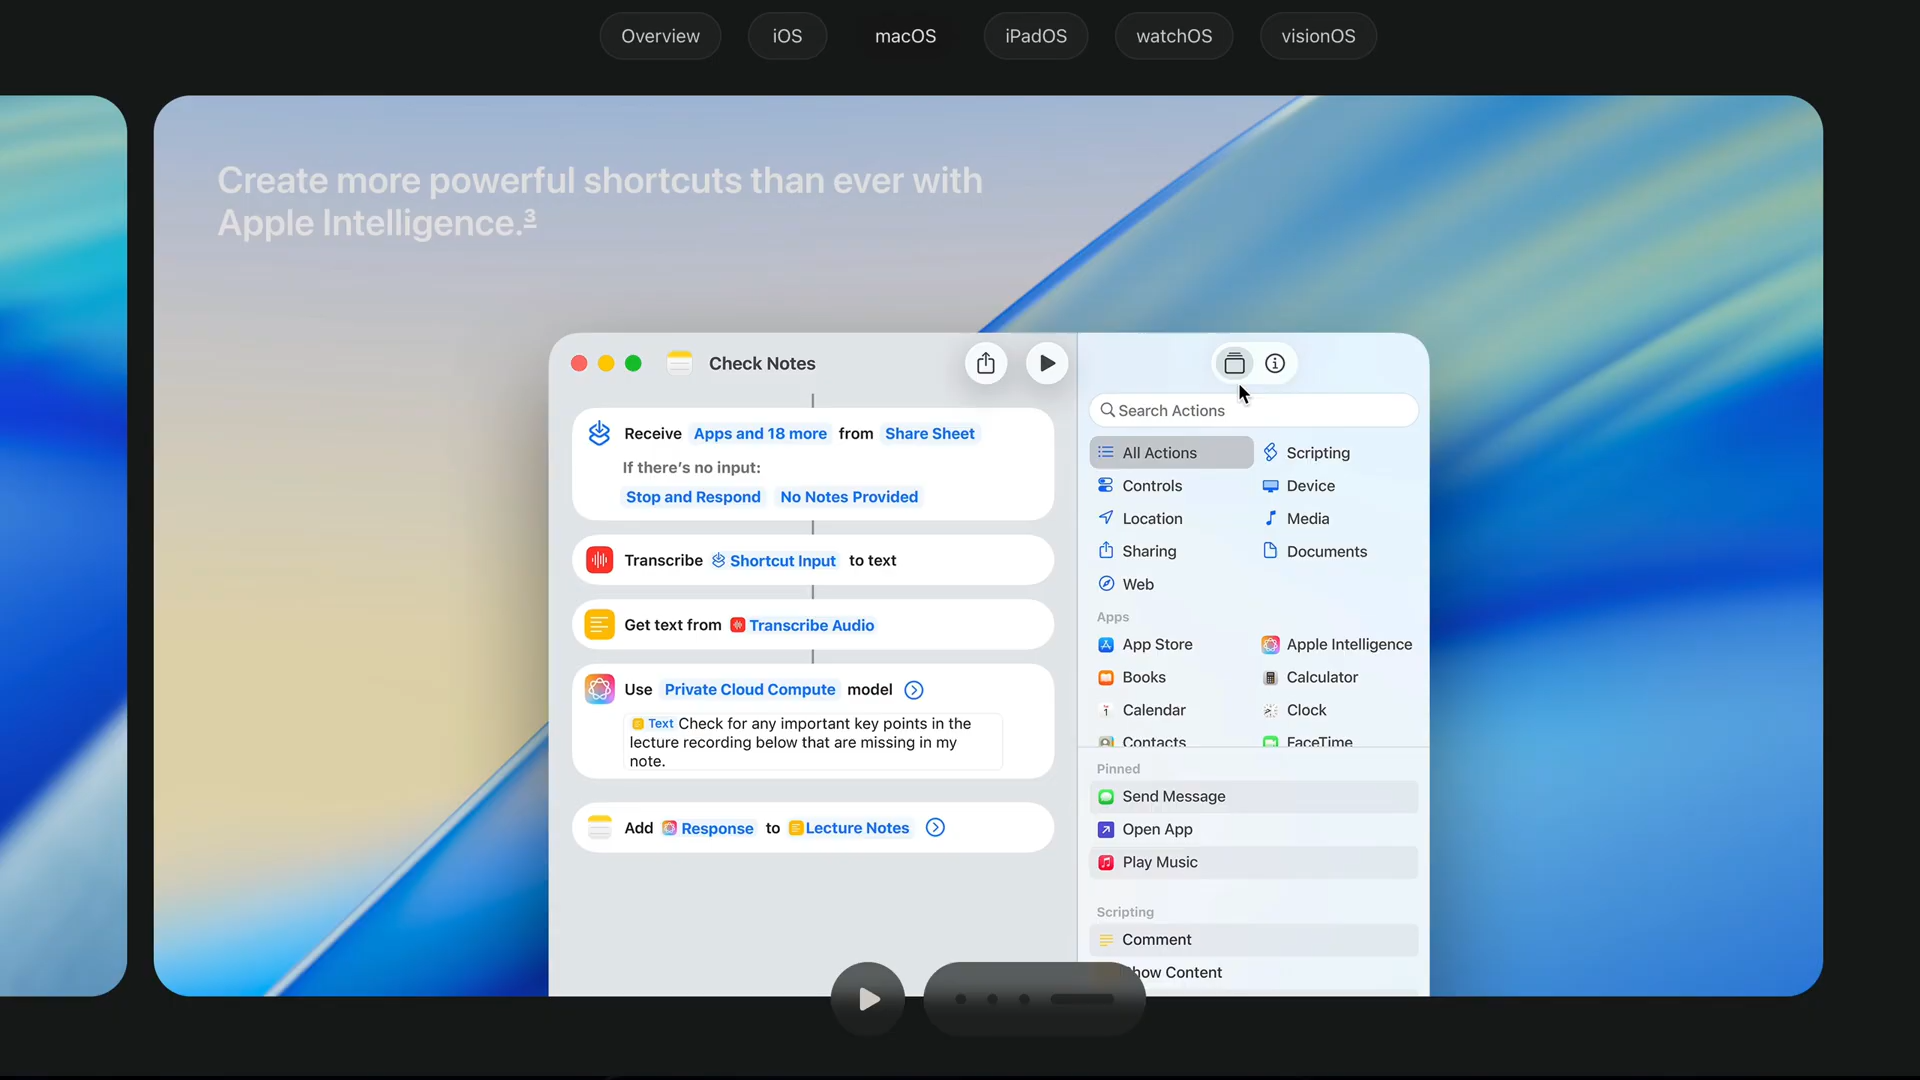 Overview iOS macOS iPadOS watchOS visionOS
Create more powerful shortcuts than ever with
Apple Intelligence.³
Check Notes
Receive Apps and 18 more from Share Sheet
If there's no input:
Stop and Respond No Notes Provided
Transcribe Shortcut Input to text
Get text from Transcribe Audio
Use Private Cloud Compute model
Text Check for any important key points in the
lecture recording below that are missing in my
note.
Add Response to Lecture Notes
Search Actions
All Actions Scripting
Controls Device
Location Media
Sharing Documents
Web
Apps
App Store Apple Intelligence
Books Calculator
Calendar Clock
Contacts FaceTime
Pinned
Send Message
Open App
Play Music
Scripting
Comment
Content